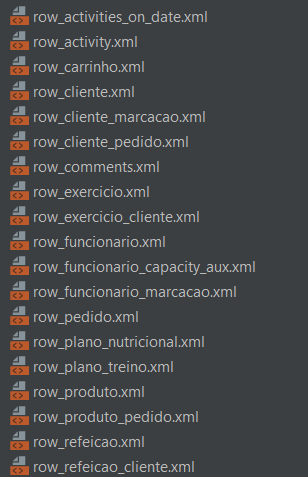 row_activities_on_date.xml
row_activity.xml
row_carrinho.xml
row_cliente.xml
row_cliente_marcacao.xml
row_cliente_pedido.xml
row_comments.xml
row_exercicio.xml
row_exercicio_cliente.xml
row_funcionario.xml
row_funcionario_capacity_aux.xml
row_funcionario_marcacao.xml
row_pedido.xml
row_plano_nutricional.xml
row_plano_treino.xml
row_produto.xml
row_produto_pedido.xml
row_refeicao.xml
row_refeicao_cliente.xml